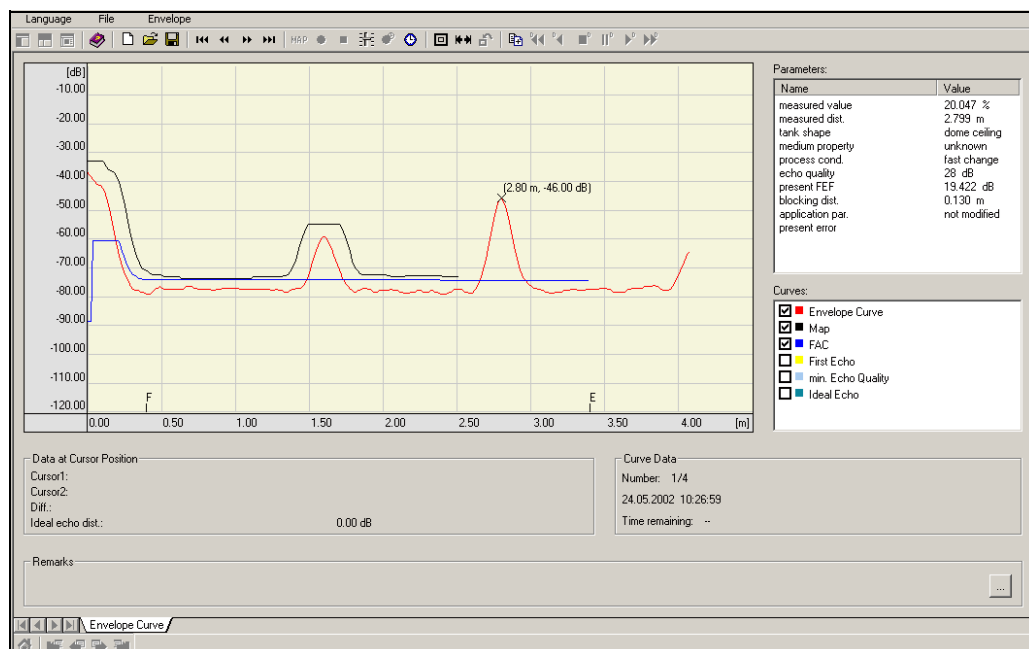 Language File Envelope
MAP
[dB]
-10.00
-20.00
-30.00
-40.00
-50.00
-60.00
-70.00
-80.00
-90.00
-100.00
-110.00
-120.00
(2.80 m, -46.00 dB)
F
E
0.00 0.50 1.00 1.50 2.00 2.50 3.00 3.50 4.00 [m]
Parameters:
Name Value
measured value 20.047 %
measured dist. 2.799 m
tank shape dome ceiling
medium property unknown
process cond. fast change
echo quality 28 dB
present FEF 19.422 dB
blocking dist. 0.130 m
application par. not modified
present error
Curves:
Envelope Curve
Map
FAC
First Echo
min. Echo Quality
Ideal Echo
Data at Cursor Position
Cursor1:
Cursor2:
Diff.:
Ideal echo dist.: 0.00 dB
Curve Data
Number: 1/4
24.05.2002 10:26:59
Time remaining: --
Remarks
...
Envelope Curve